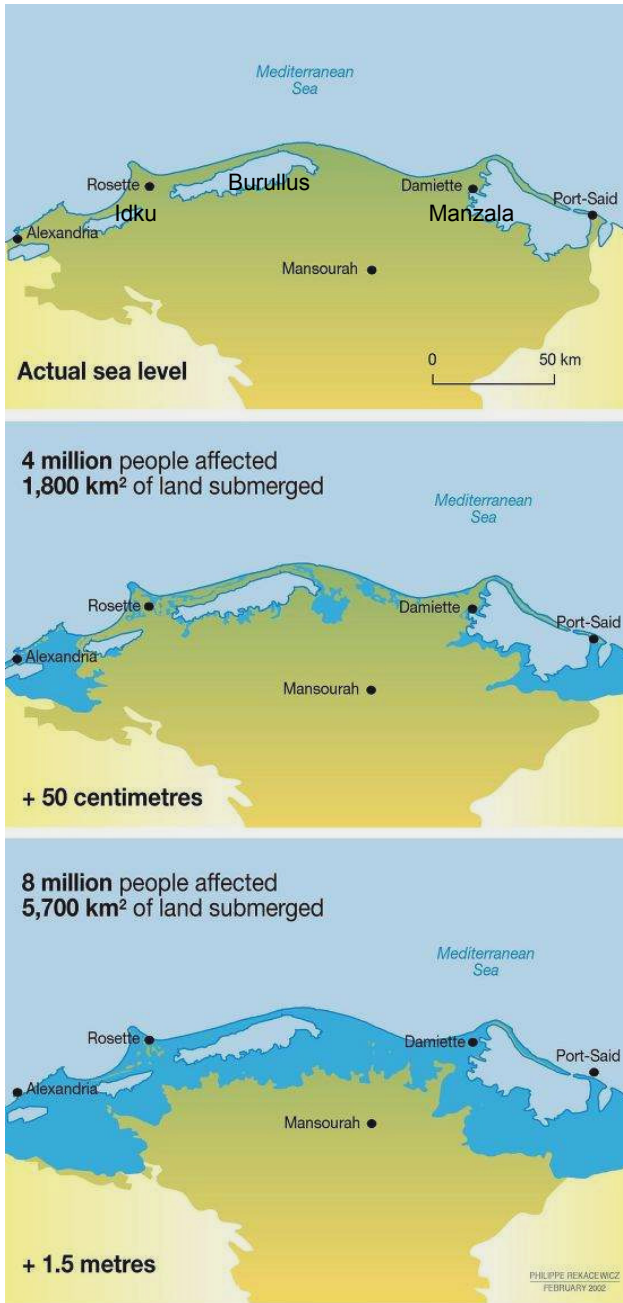 Mediterranean
Sea
Rosette
Burullus
Damiette
Idku
Manzala
Port-Said
Alexandria
Mansourah
Actual sea level
0
50 km
4 million people affected
1,800 km² of land submerged
Mediterranean
Sea
Rosette
Damiette
Port-Said
Alexandria
Mansourah
+ 50 centimetres
8 million people affected
5,700 km² of land submerged
Mediterranean
Sea
Rosette
Damiette
Port-Said
Alexandria
Mansourah
+ 1.5 metres
PHILIPPE REKACEWICZ
FEBRUARY 2002